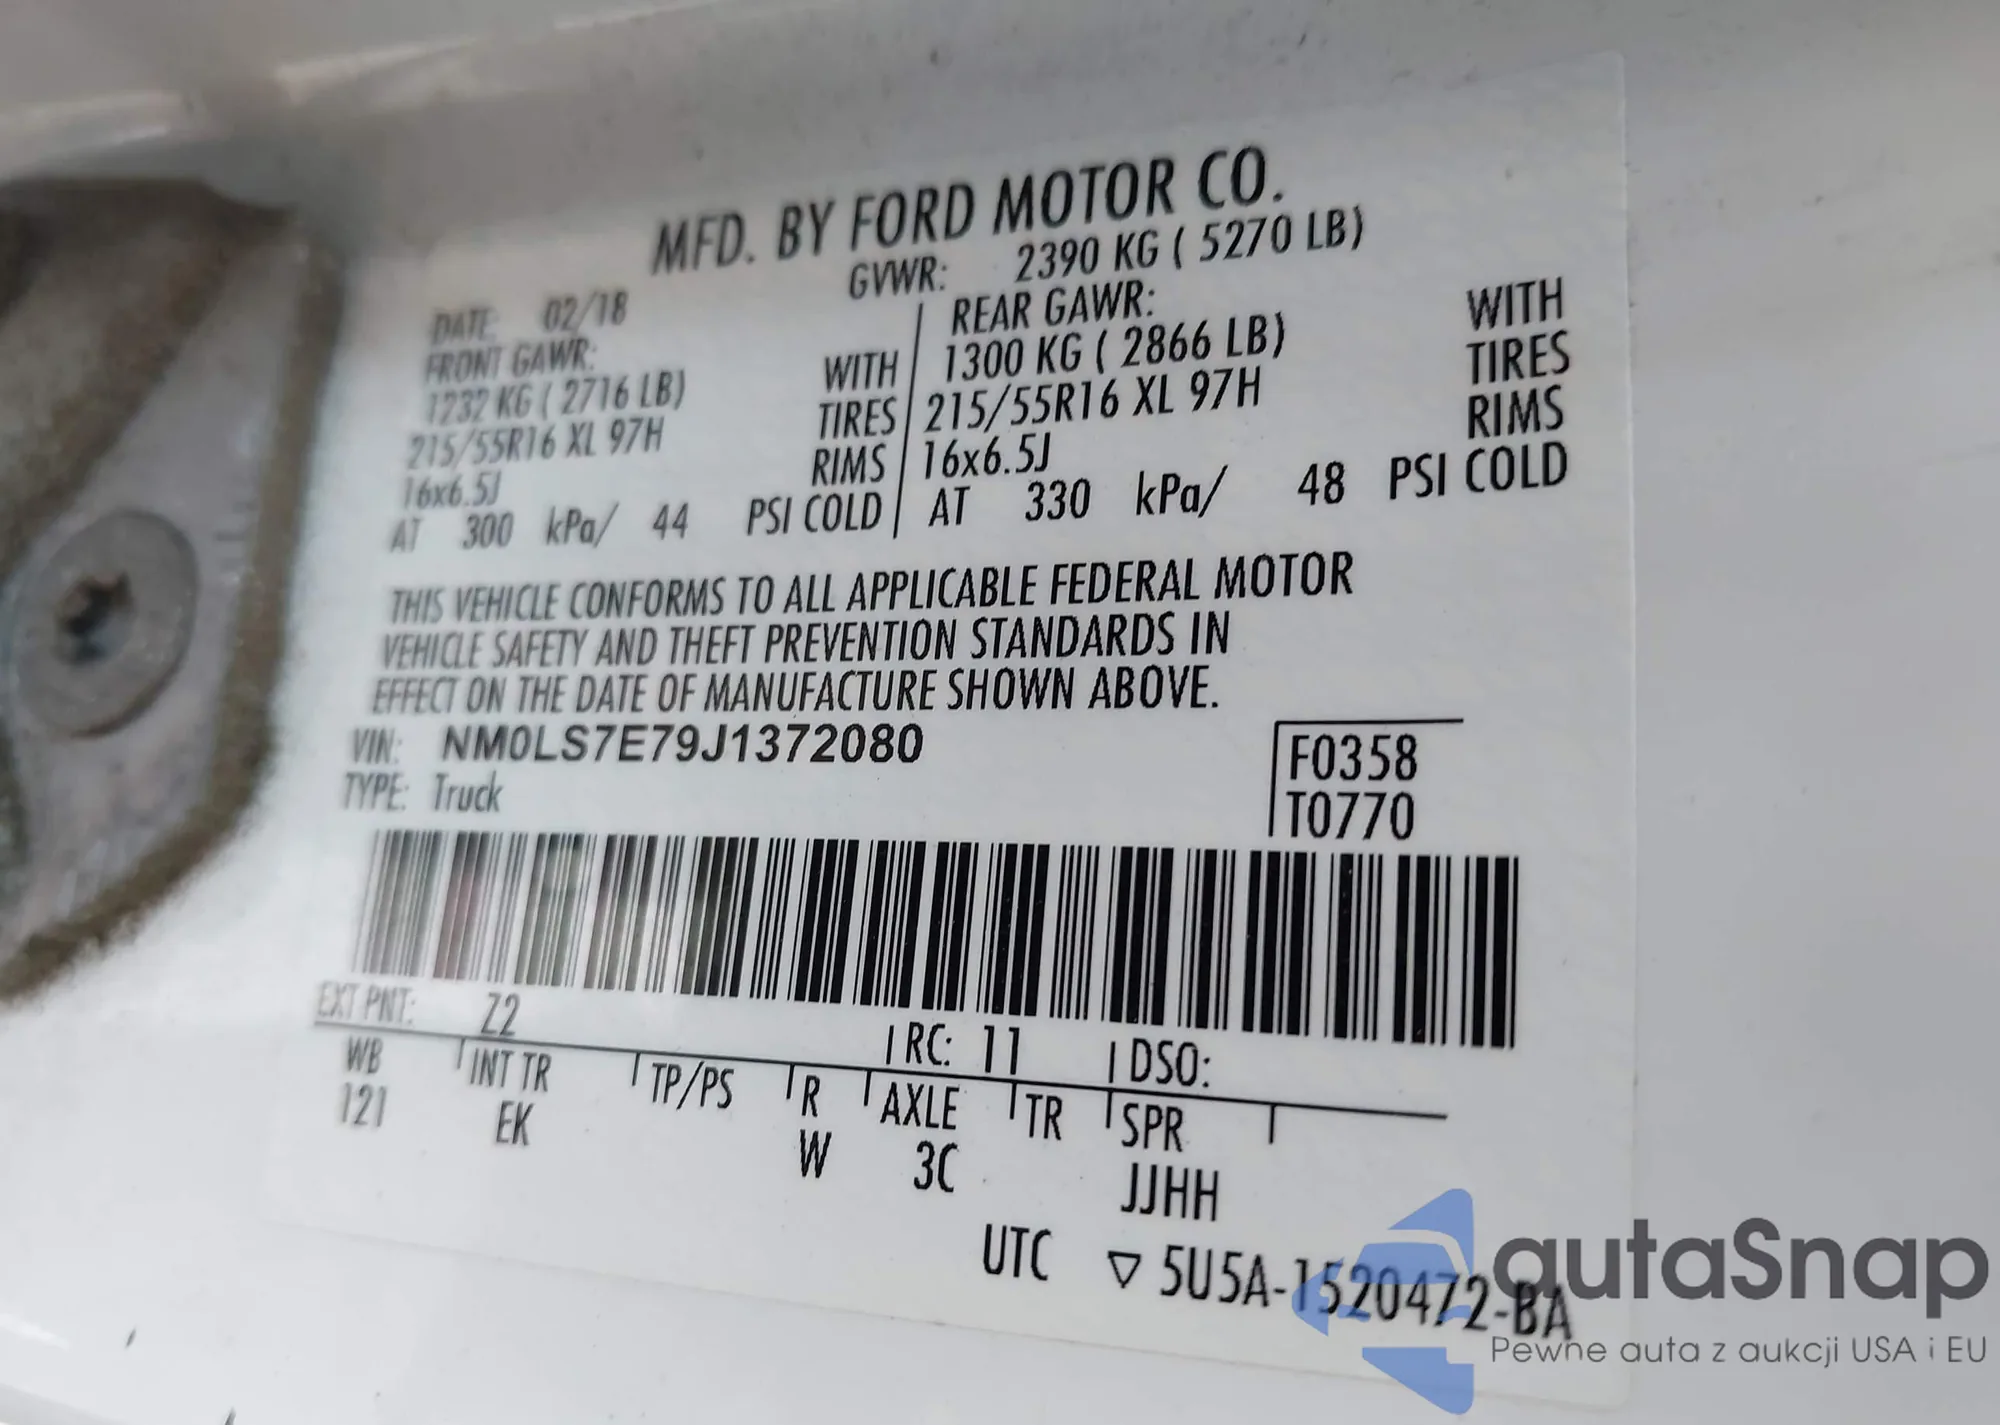 MFD. BY FORD MOTOR CO.
GVWR: 2390 KG ( 5270 LB)
DATE: 02/18
FRONT GAWR:
1232 KG ( 2716 LB) WITH
215/55R16 XL 97H TIRES
16x6.5J RIMS
AT 300 kPa/ 44 PSI COLD
REAR GAWR:
1300 KG ( 2866 LB) WITH
215/55R16 XL 97H TIRES
16x6.5J RIMS
AT 330 kPa/ 48 PSI COLD
THIS VEHICLE CONFORMS TO ALL APPLICABLE FEDERAL MOTOR
VEHICLE SAFETY AND THEFT PREVENTION STANDARDS IN
EFFECT ON THE DATE OF MANUFACTURE SHOWN ABOVE.
VIN: NM0LS7E79J1372080
TYPE: Truck
F0358
T0770
EXT PNT: Z2 RC: 11 DSO:
WB INT TR TP/PS R AXLE TR SPR
121 EK W 3C JJHH
UTC ▽ 5U5A-1520472-BA
autaSnap
Pewne auta z aukcji USA i EU